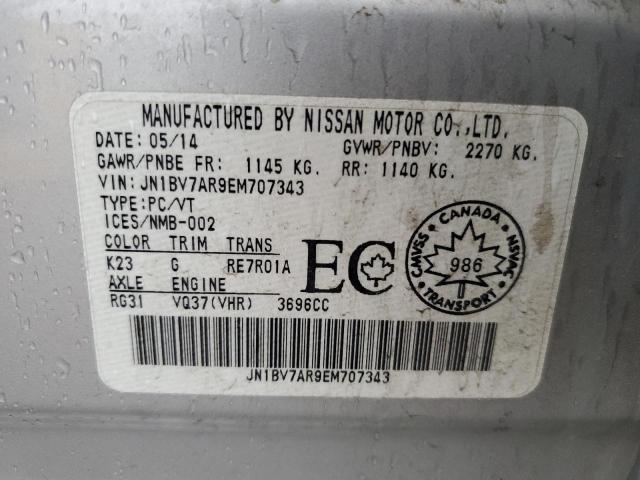 MANUFACTURED BY NISSAN MOTOR CO.,LTD.
DATE: 05/14 GVWR/PNBV: 2270 KG.
GAWR/PNBE FR: 1145 KG. RR: 1140 KG.
VIN: JN1BV7AR9EM707343
TYPE:PC/VT
ICES/NMB-002
COLOR TRIM TRANS
K23 G RE7R01A
AXLE ENGINE
RG31 VQ37(VHR) 3696CC
EC
CANADA
CMVSS
986
NSVAC
TRANSPORT
JN1BV7AR9EM707343